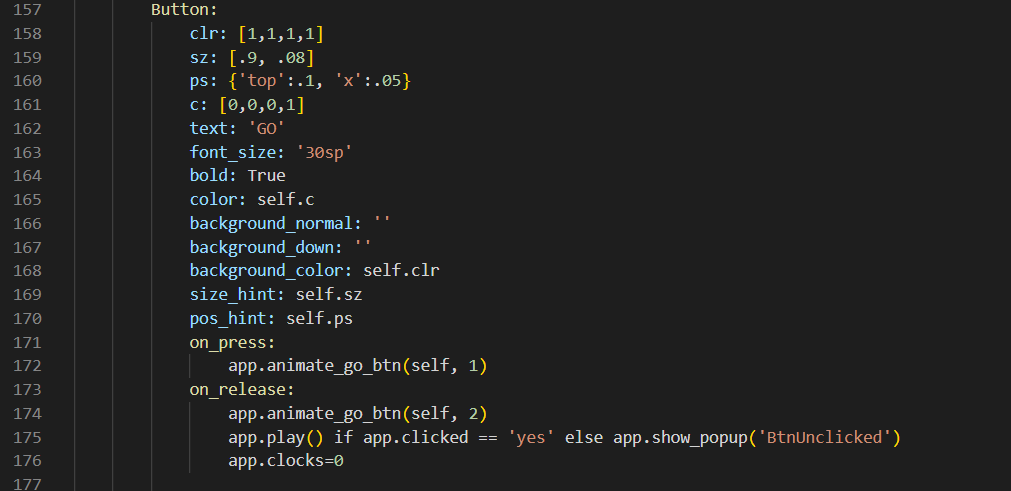 157 Button:
158 clr: [1,1,1,1]
159 sz: [.9, .08]
160 ps: {'top':.1, 'x':.05}
161 c: [0,0,0,1]
162 text: 'GO'
163 font_size: '30sp'
164 bold: True
165 color: self.c
166 background_normal: ''
167 background_down: ''
168 background_color: self.clr
169 size_hint: self.sz
170 pos_hint: self.ps
171 on_press:
172 app.animate_go_btn(self, 1)
173 on_release:
174 app.animate_go_btn(self, 2)
175 app.play() if app.clicked == 'yes' else app.show_popup('BtnUnclicked')
176 app.clocks=0
177